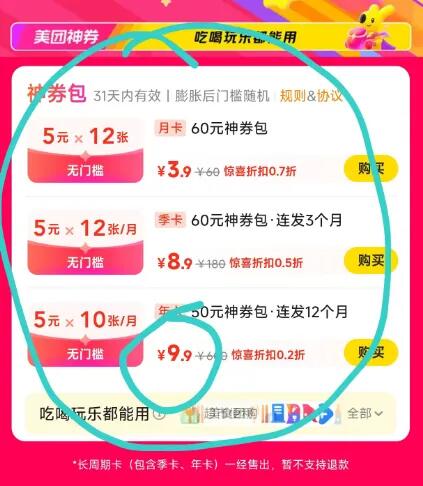 美团神券 吃喝玩乐都能用
神券包 31天内有效 | 膨胀后门槛随机 | 规则&协议
5元 × 12张
无门槛
月卡 60元神券包
¥3.9 ¥60 惊喜折扣0.7折
购买
5元 × 12张/月
无门槛
季卡 60元神券包·连发3个月
¥8.9 ¥180 惊喜折扣0.5折
购买
5元 × 10张/月
无门槛
年卡 50元神券包·连发12个月
¥9.9 ¥600 惊喜折扣0.2折
购买
吃喝玩乐都能用
全部
*长周期卡（包含季卡、年卡）一经售出，暂不支持退款